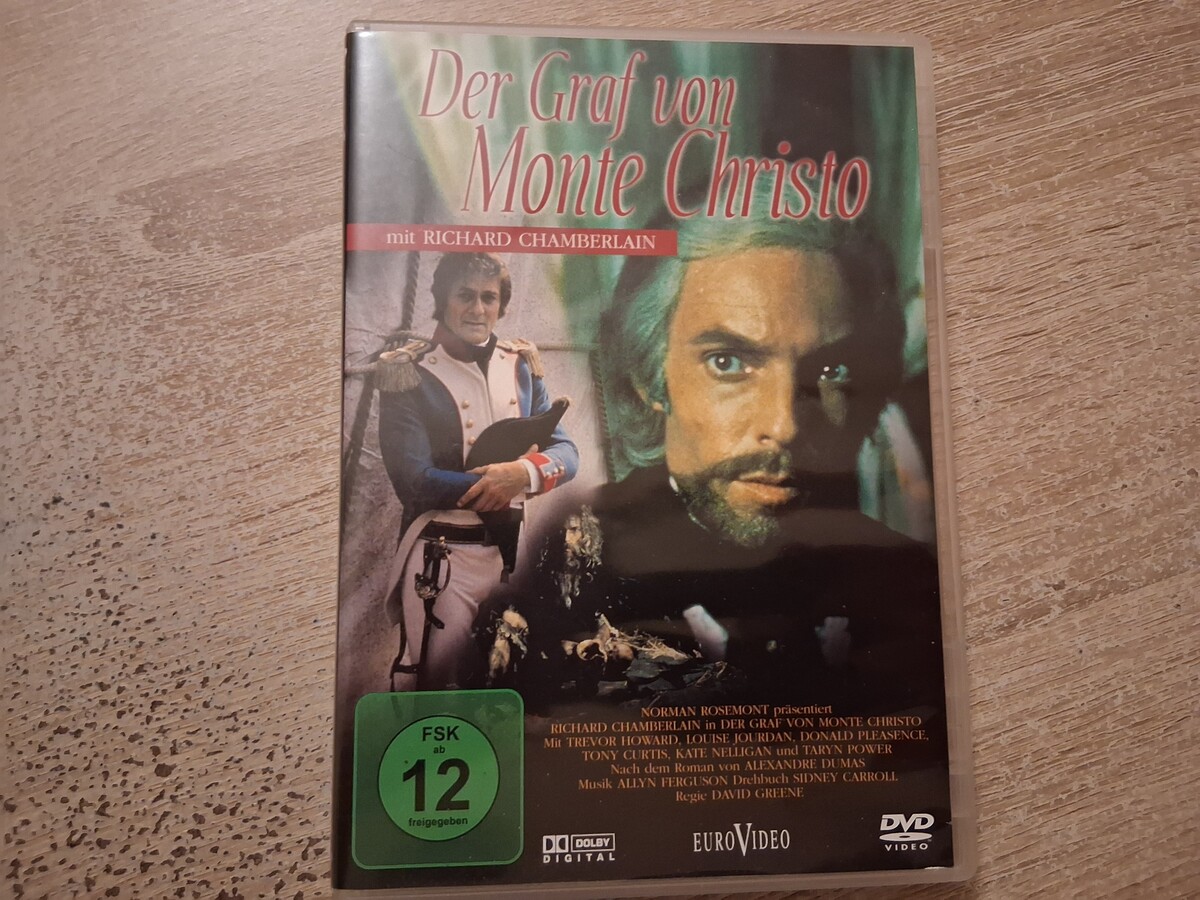 Der Graf von
Monte Christo
mit RICHARD CHAMBERLAIN
NORMAN ROSEMONT präsentiert
RICHARD CHAMBERLAIN in DER GRAF VON MONTE CHRISTO
Mit TREVOR HOWARD, LOUISE JOURDAN, DONALD PLEASENCE,
TONY CURTIS, KATE NELLIGAN und TARYN POWER
Nach dem Roman von ALEXANDRE DUMAS
Musik ALLYN FERGUSON Drehbuch SIDNEY CARROLL
Regie DAVID GREENE
FSK
ab
12
freigegeben
DOLBY
DIGITAL
EUROVIDEO
DVD
VIDEO